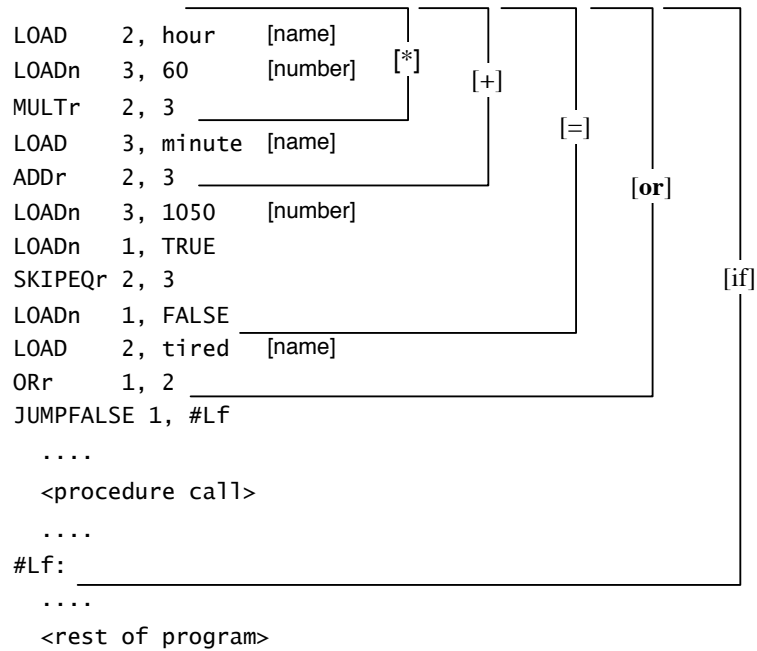 LOAD 2, hour [name]
LOADn 3, 60 [number] [*]
[+]
MULTr 2, 3
[=]
LOAD 3, minute [name]
ADDr 2, 3 [or]
LOADn 3, 1050 [number]
LOADn 1, TRUE
SKIPEQr 2, 3 [if]
LOADn 1, FALSE
LOAD 2, tired [name]
ORr 1, 2
JUMPFALSE 1, #Lf
....
<procedure call>
....
#Lf:
....
<rest of program>